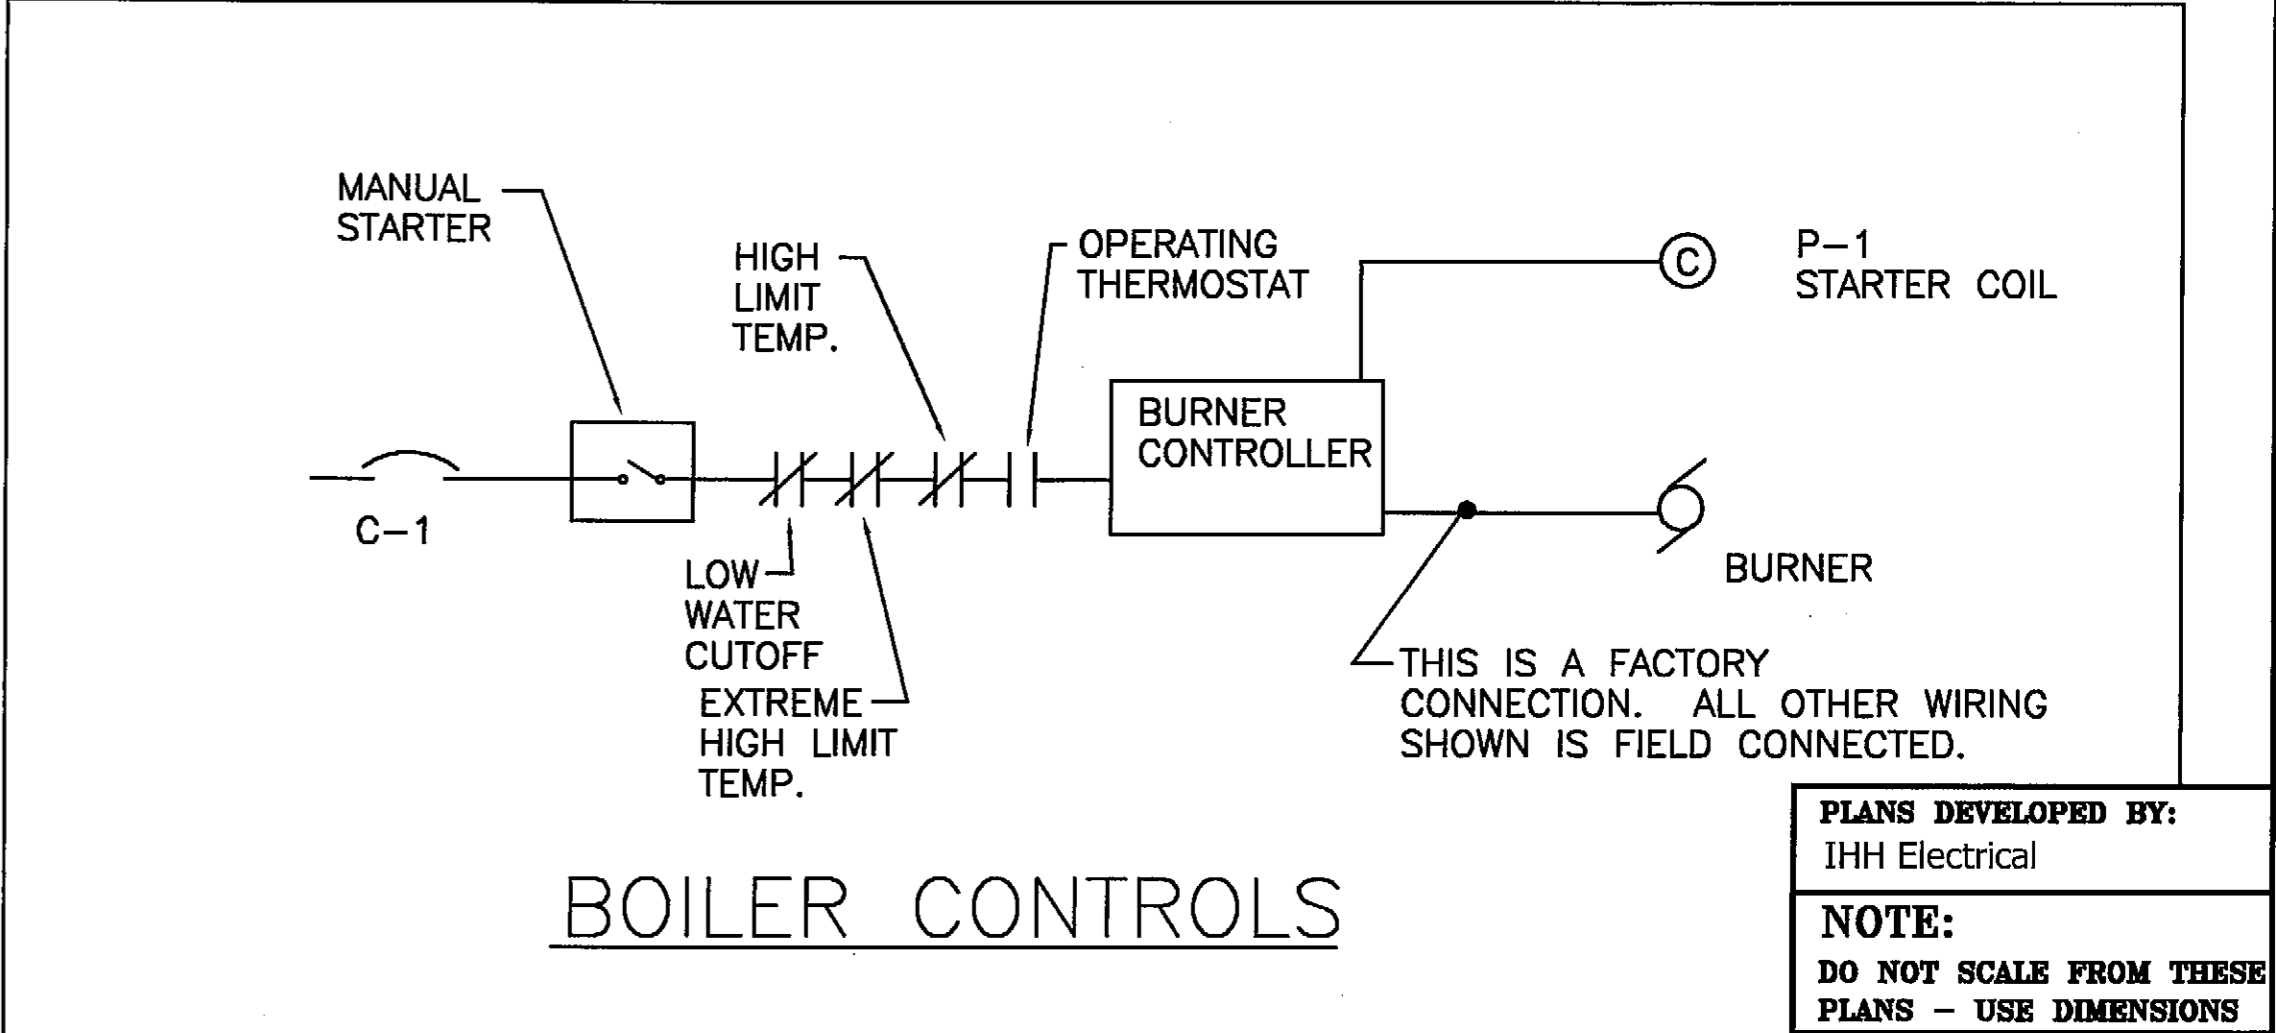 MANUAL
STARTER
HIGH
LIMIT
TEMP.
OPERATING
THERMOSTAT
C
P-1
STARTER COIL
BURNER
CONTROLLER
C-1
LOW
WATER
CUTOFF
EXTREME
HIGH LIMIT
TEMP.
BURNER
THIS IS A FACTORY
CONNECTION. ALL OTHER WIRING
SHOWN IS FIELD CONNECTED.
BOILER CONTROLS
PLANS DEVELOPED BY:
IHH Electrical
NOTE:
DO NOT SCALE FROM THESE
PLANS - USE DIMENSIONS